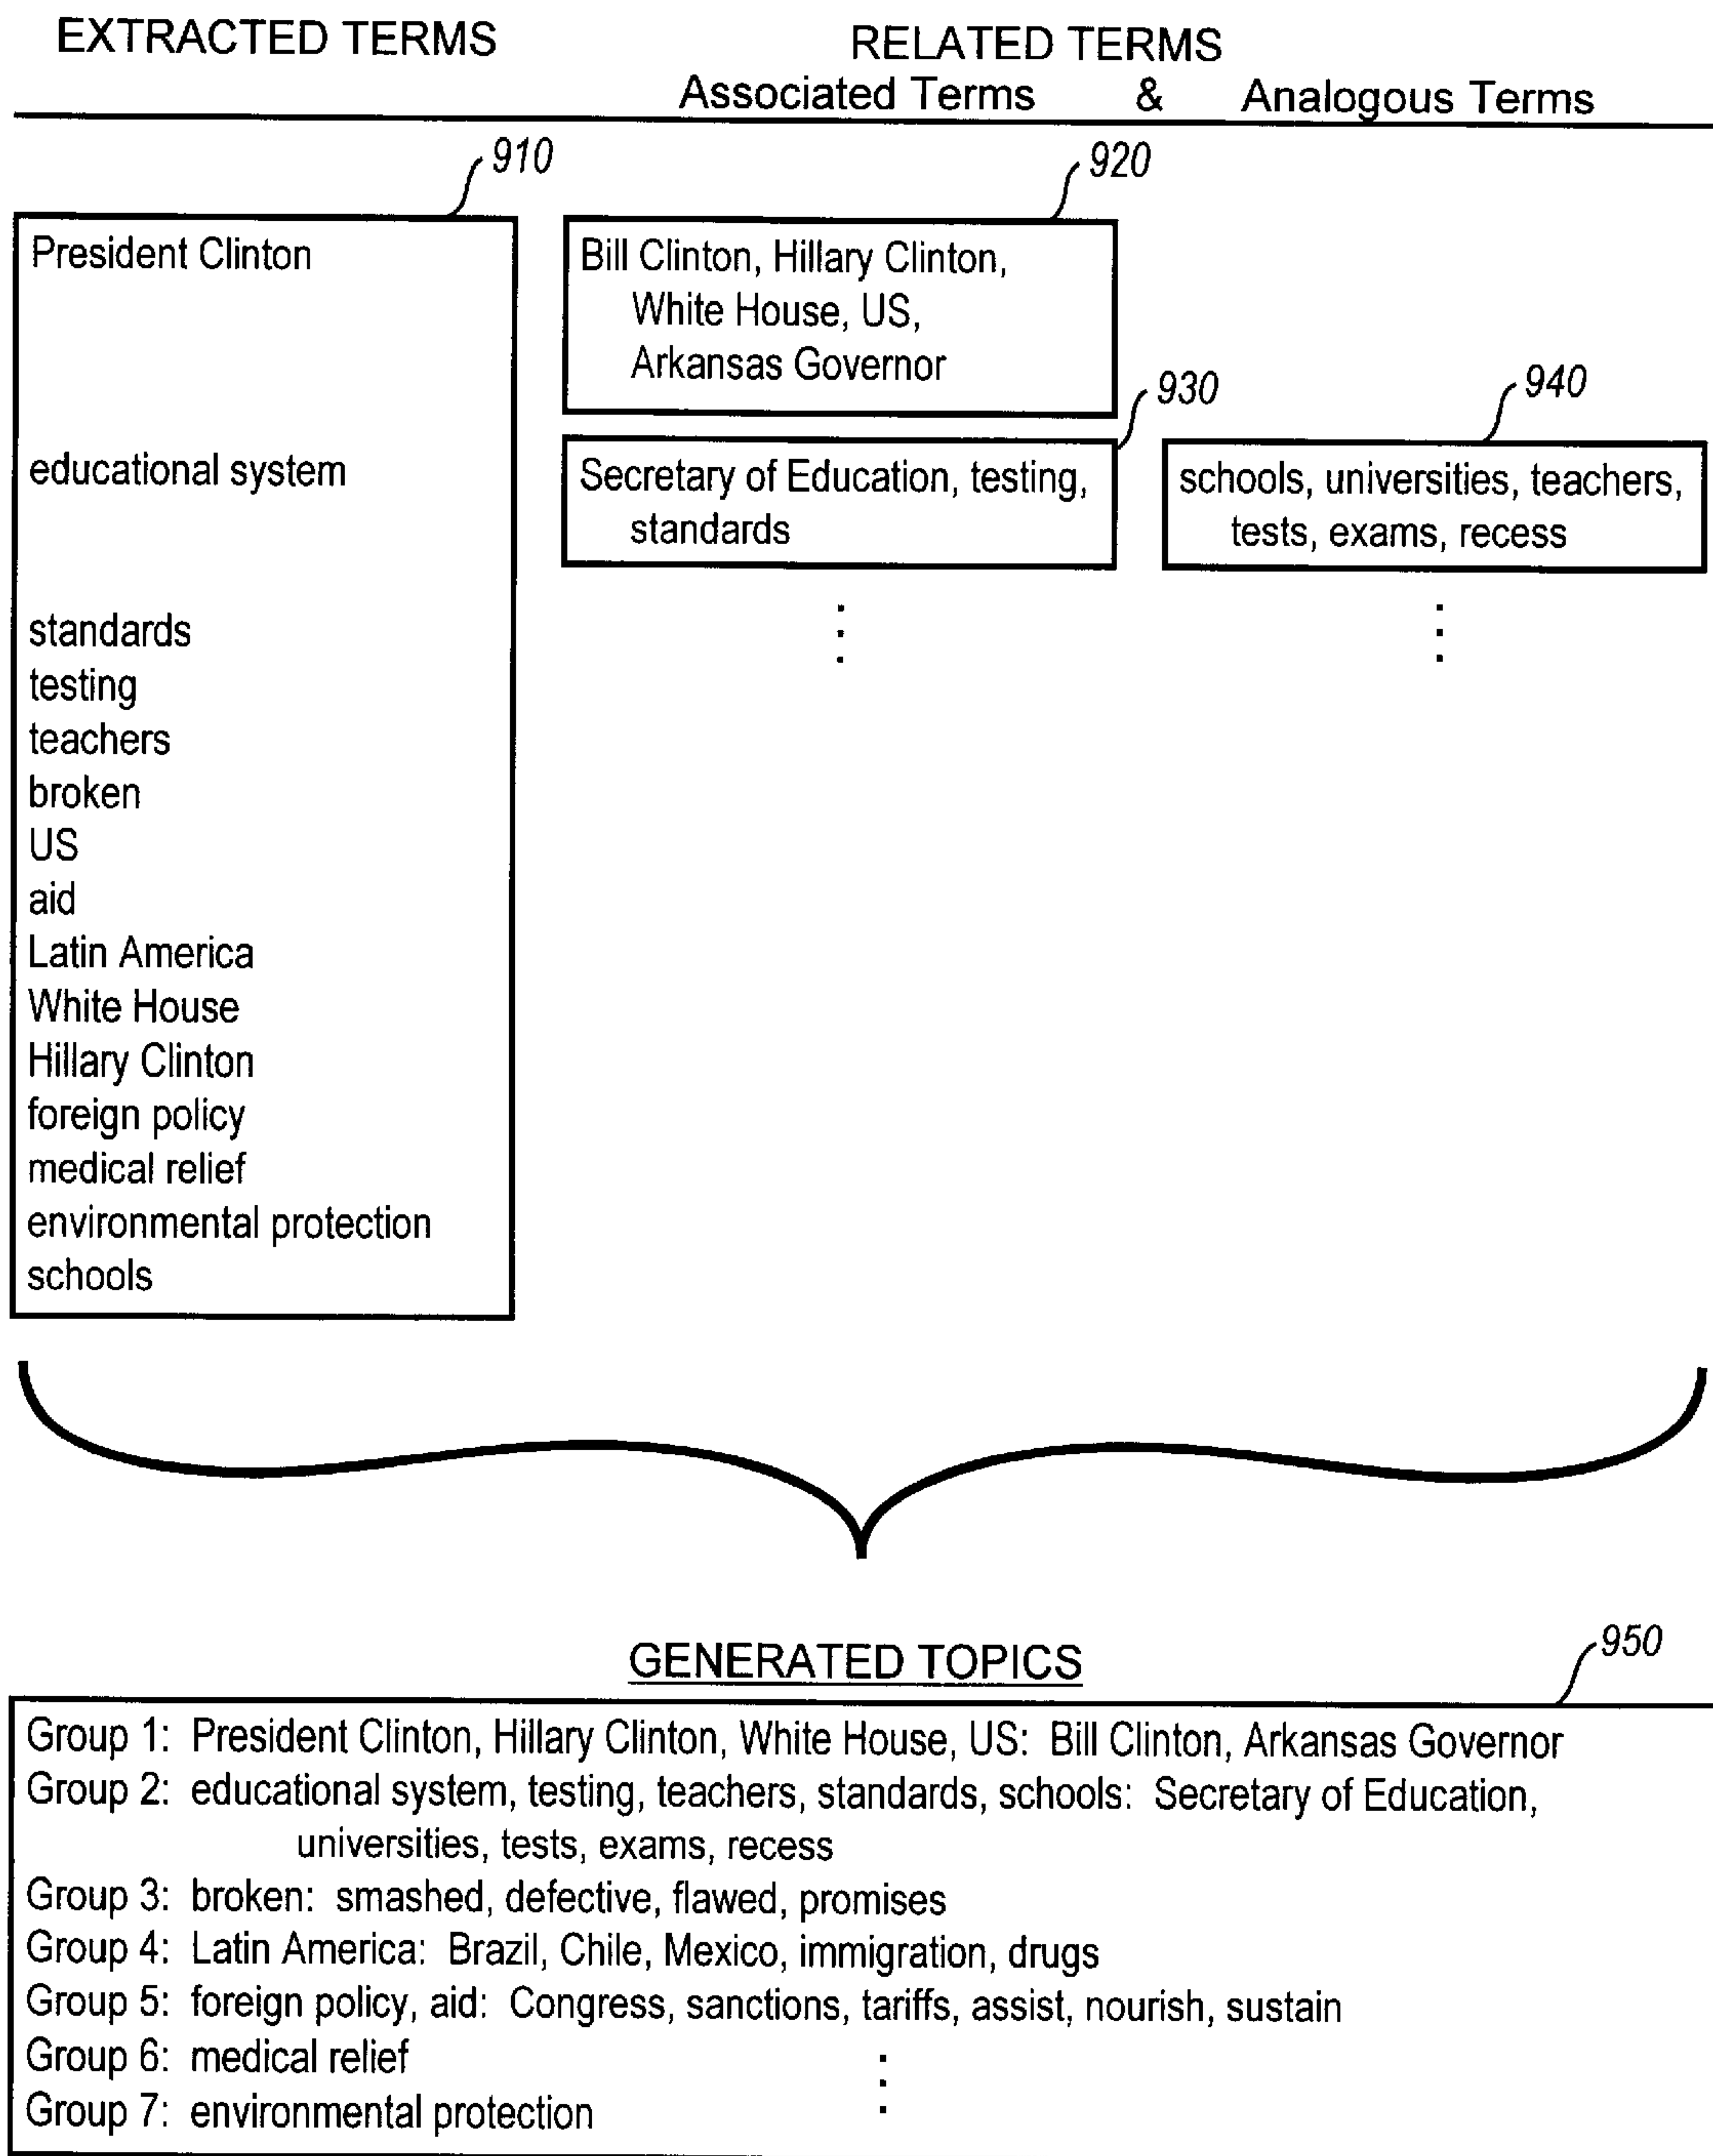 EXTRACTED TERMS
RELATED TERMS
Associated Terms & Analogous Terms
910
920
President Clinton
Bill Clinton, Hillary Clinton,
White House, US,
Arkansas Governor
930
940
educational system
Secretary of Education, testing,
standards
schools, universities, teachers,
tests, exams, recess
standards
testing
teachers
broken
US
aid
Latin America
White House
Hillary Clinton
foreign policy
medical relief
environmental protection
schools
GENERATED TOPICS
950
Group 1: President Clinton, Hillary Clinton, White House, US: Bill Clinton, Arkansas Governor
Group 2: educational system, testing, teachers, standards, schools: Secretary of Education,
universities, tests, exams, recess
Group 3: broken: smashed, defective, flawed, promises
Group 4: Latin America: Brazil, Chile, Mexico, immigration, drugs
Group 5: foreign policy, aid: Congress, sanctions, tariffs, assist, nourish, sustain
Group 6: medical relief
Group 7: environmental protection